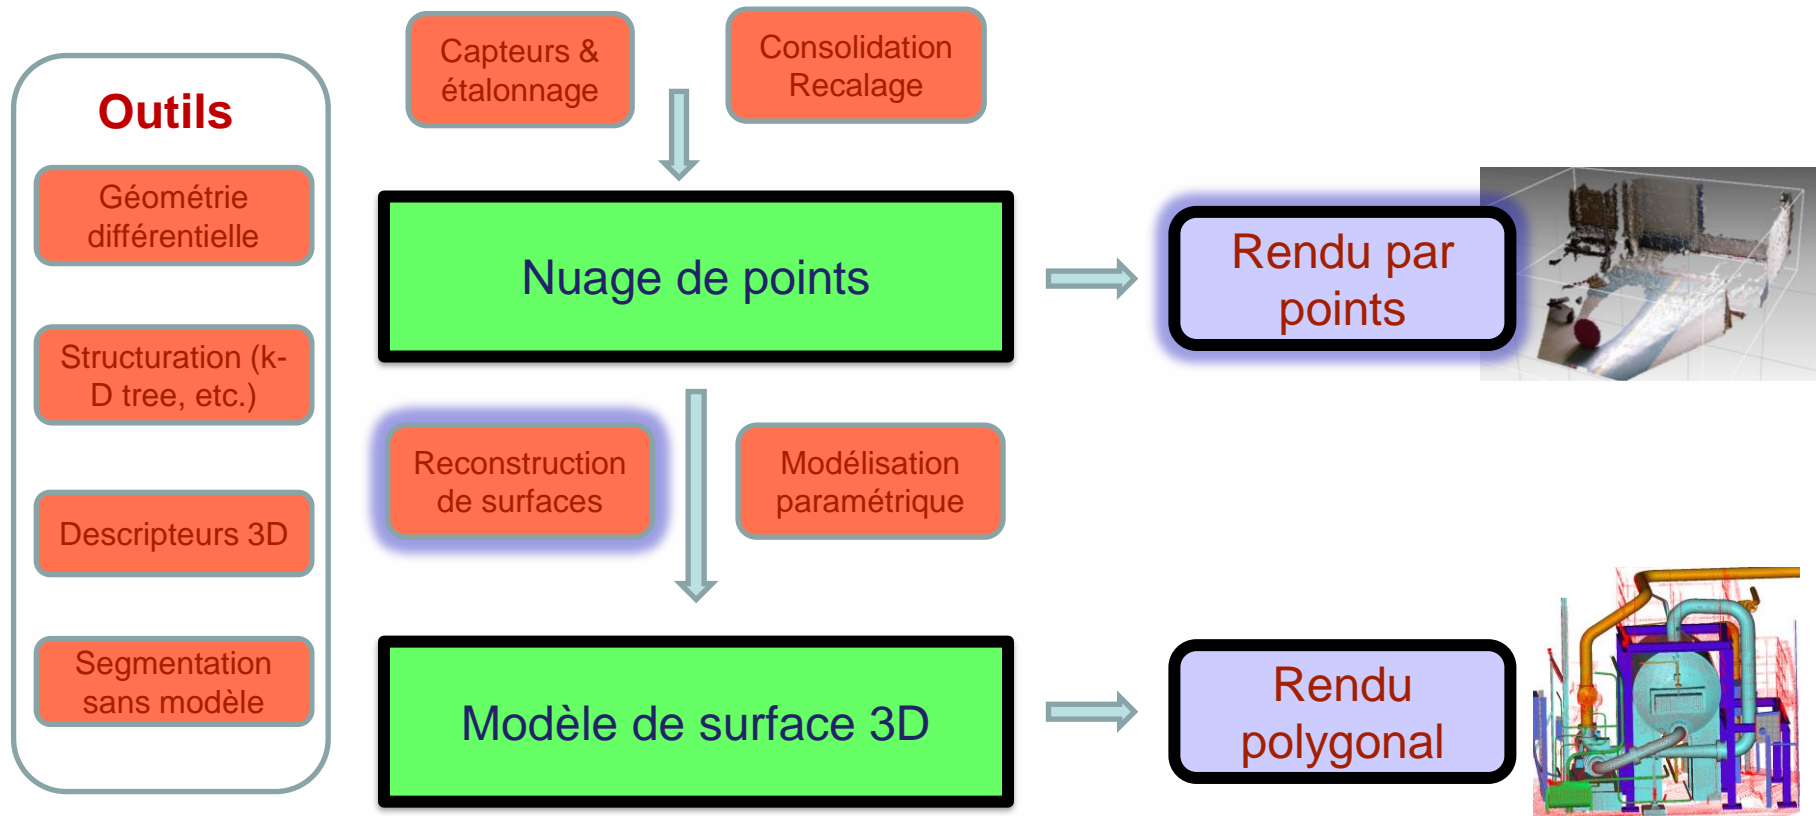 Outils
Géométrie
différentielle
Structuration (k-
D tree, etc.)
Descripteurs 3D
Segmentation
sans modèle
Capteurs &
étalonnage
Consolidation
Recalage
Nuage de points
Rendu par
points
Reconstruction
de surfaces
Modélisation
paramétrique
Modèle de surface 3D
Rendu
polygonal